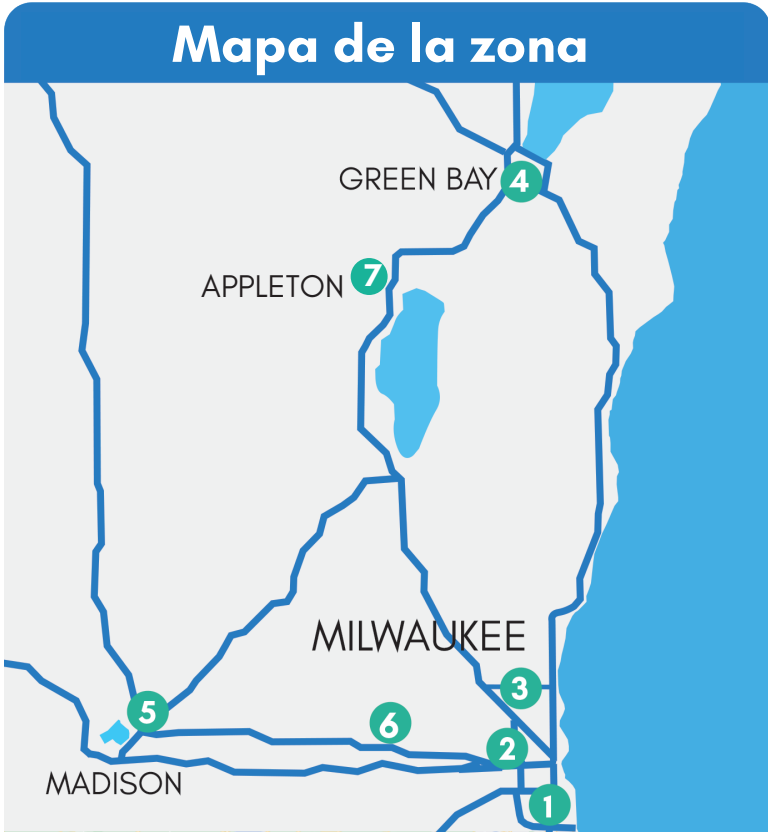 Mapa de la zona
GREEN BAY 4
APPLETON 7
MILWAUKEE
3
5
6
2
MADISON
1